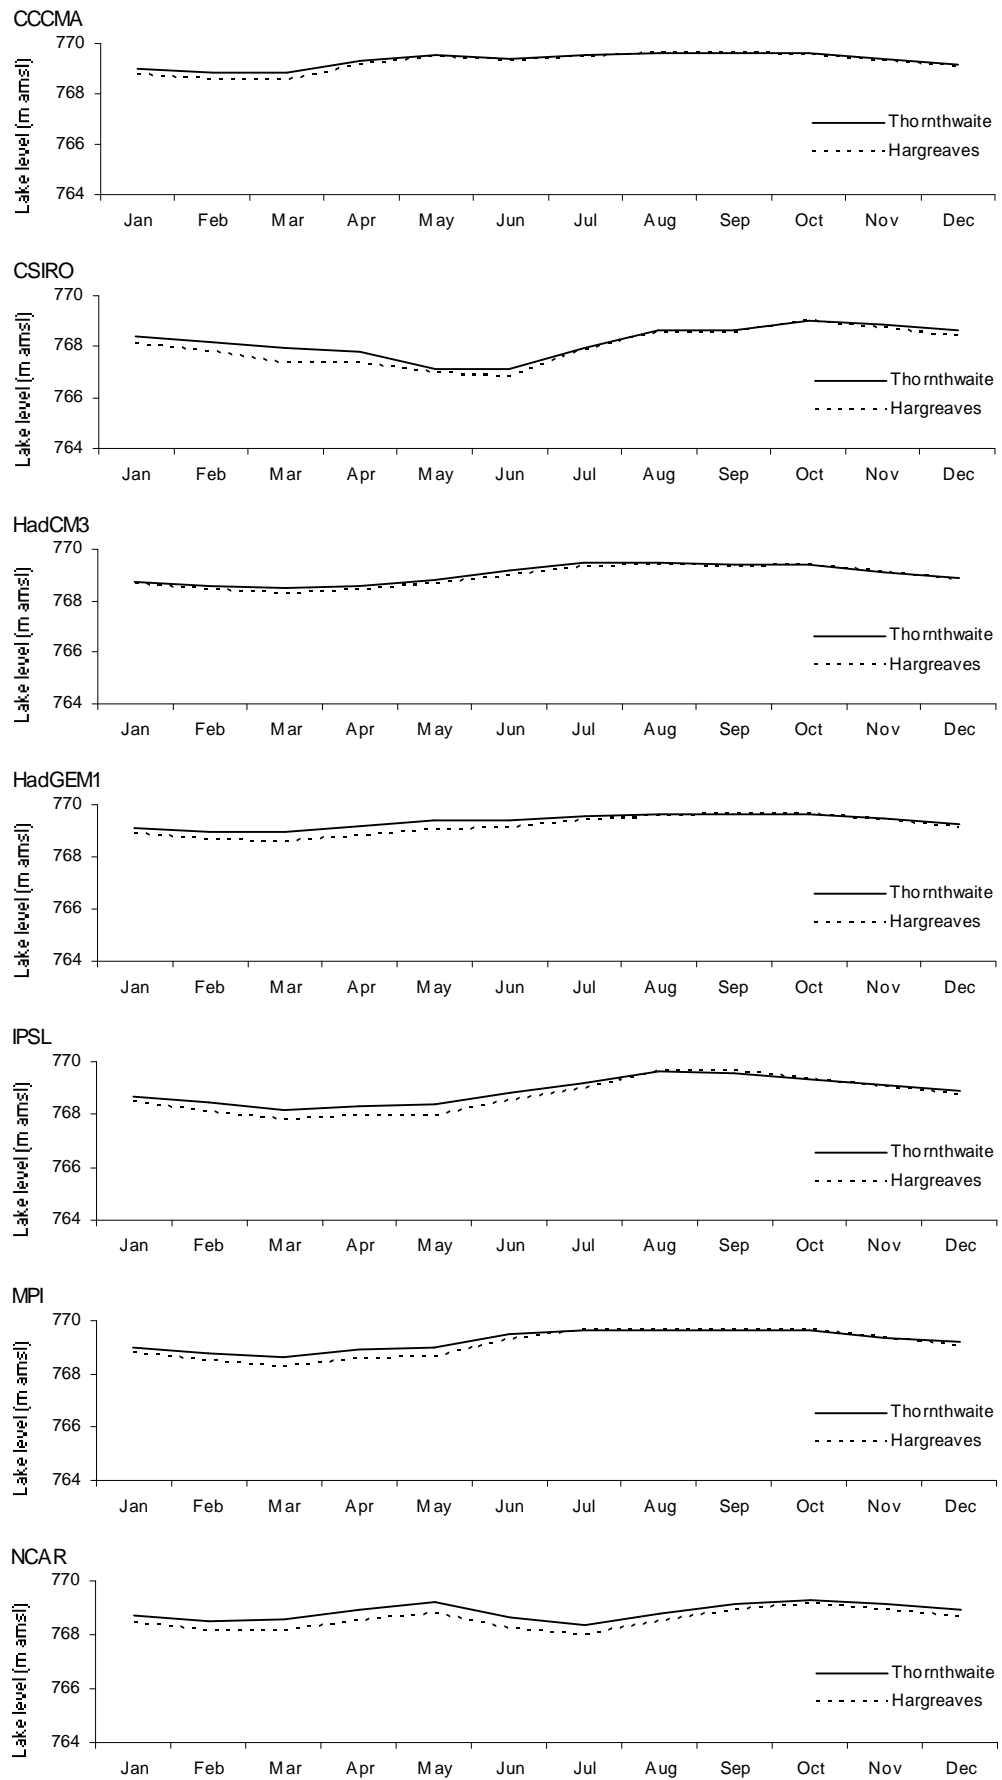 CCCMA
770
768
766
764
Lake level (m amsl)
Thornthwaite
Hargreaves
Jan Feb Mar Apr May Jun Jul Aug Sep Oct Nov Dec
CSIRO
770
768
766
764
Lake level (m amsl)
Thornthwaite
Hargreaves
Jan Feb Mar Apr May Jun Jul Aug Sep Oct Nov Dec
HadCM3
770
768
766
764
Lake level (m amsl)
Thornthwaite
Hargreaves
Jan Feb Mar Apr May Jun Jul Aug Sep Oct Nov Dec
HadGEM1
770
768
766
764
Lake level (m amsl)
Thornthwaite
Hargreaves
Jan Feb Mar Apr May Jun Jul Aug Sep Oct Nov Dec
IPSL
770
768
766
764
Lake level (m amsl)
Thornthwaite
Hargreaves
Jan Feb Mar Apr May Jun Jul Aug Sep Oct Nov Dec
MPI
770
768
766
764
Lake level (m amsl)
Thornthwaite
Hargreaves
Jan Feb Mar Apr May Jun Jul Aug Sep Oct Nov Dec
NCAR
770
768
766
764
Lake level (m amsl)
Thornthwaite
Hargreaves
Jan Feb Mar Apr May Jun Jul Aug Sep Oct Nov Dec